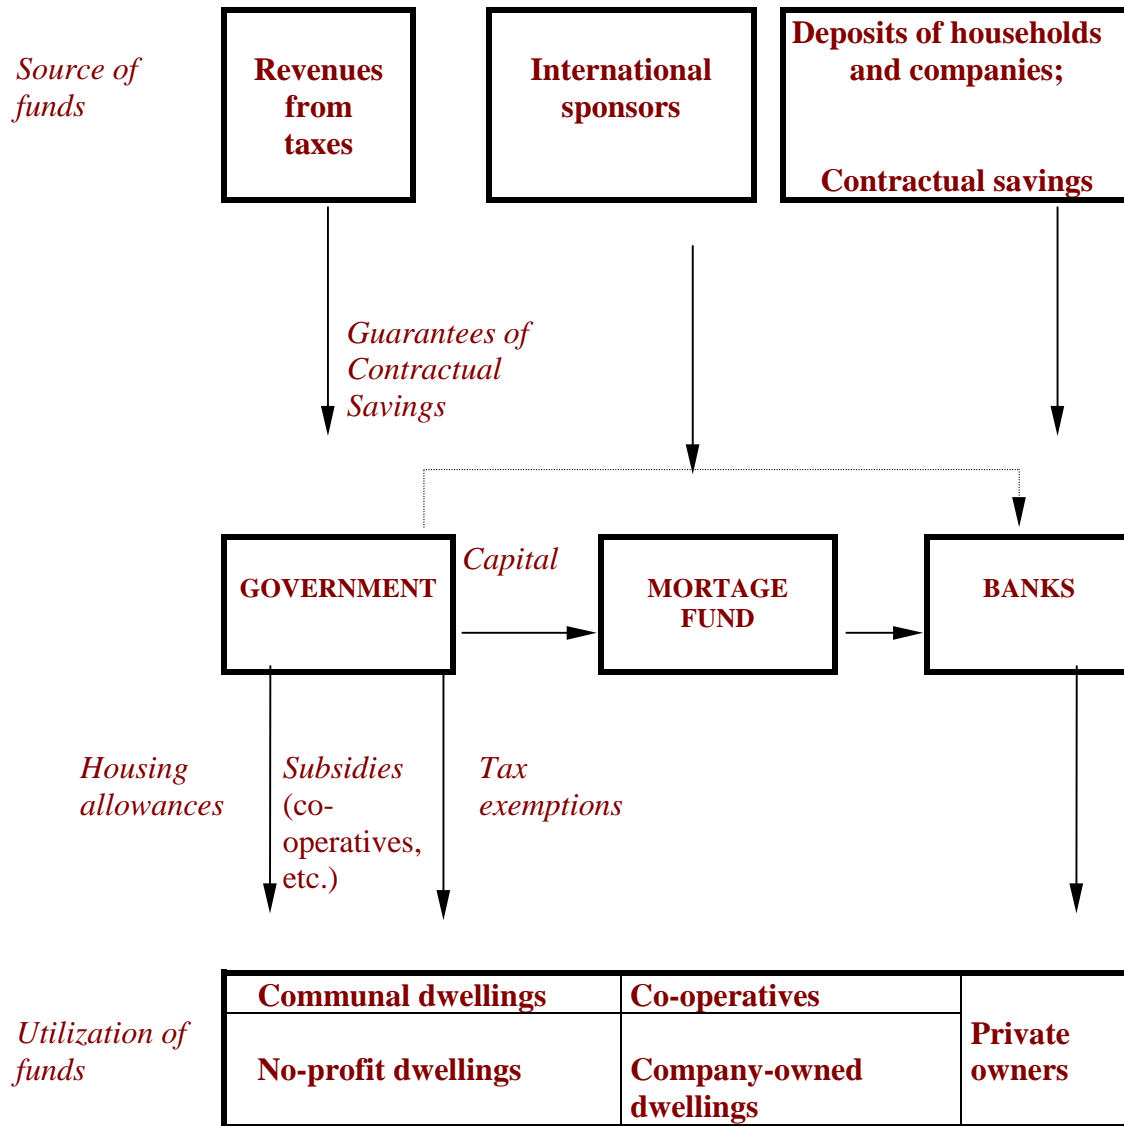 Source of
funds
Revenues
from
taxes
International
sponsors
Deposits of households
and companies;
Contractual savings
Guarantees of
Contractual
Savings
GOVERNMENT
Capital
MORTAGE
FUND
BANKS
Housing
allowances
Subsidies
(co-
operatives,
etc.)
Tax
exemptions
Utilization of
funds
Communal dwellings
Co-operatives
No-profit dwellings
Company-owned
dwellings
Private
owners